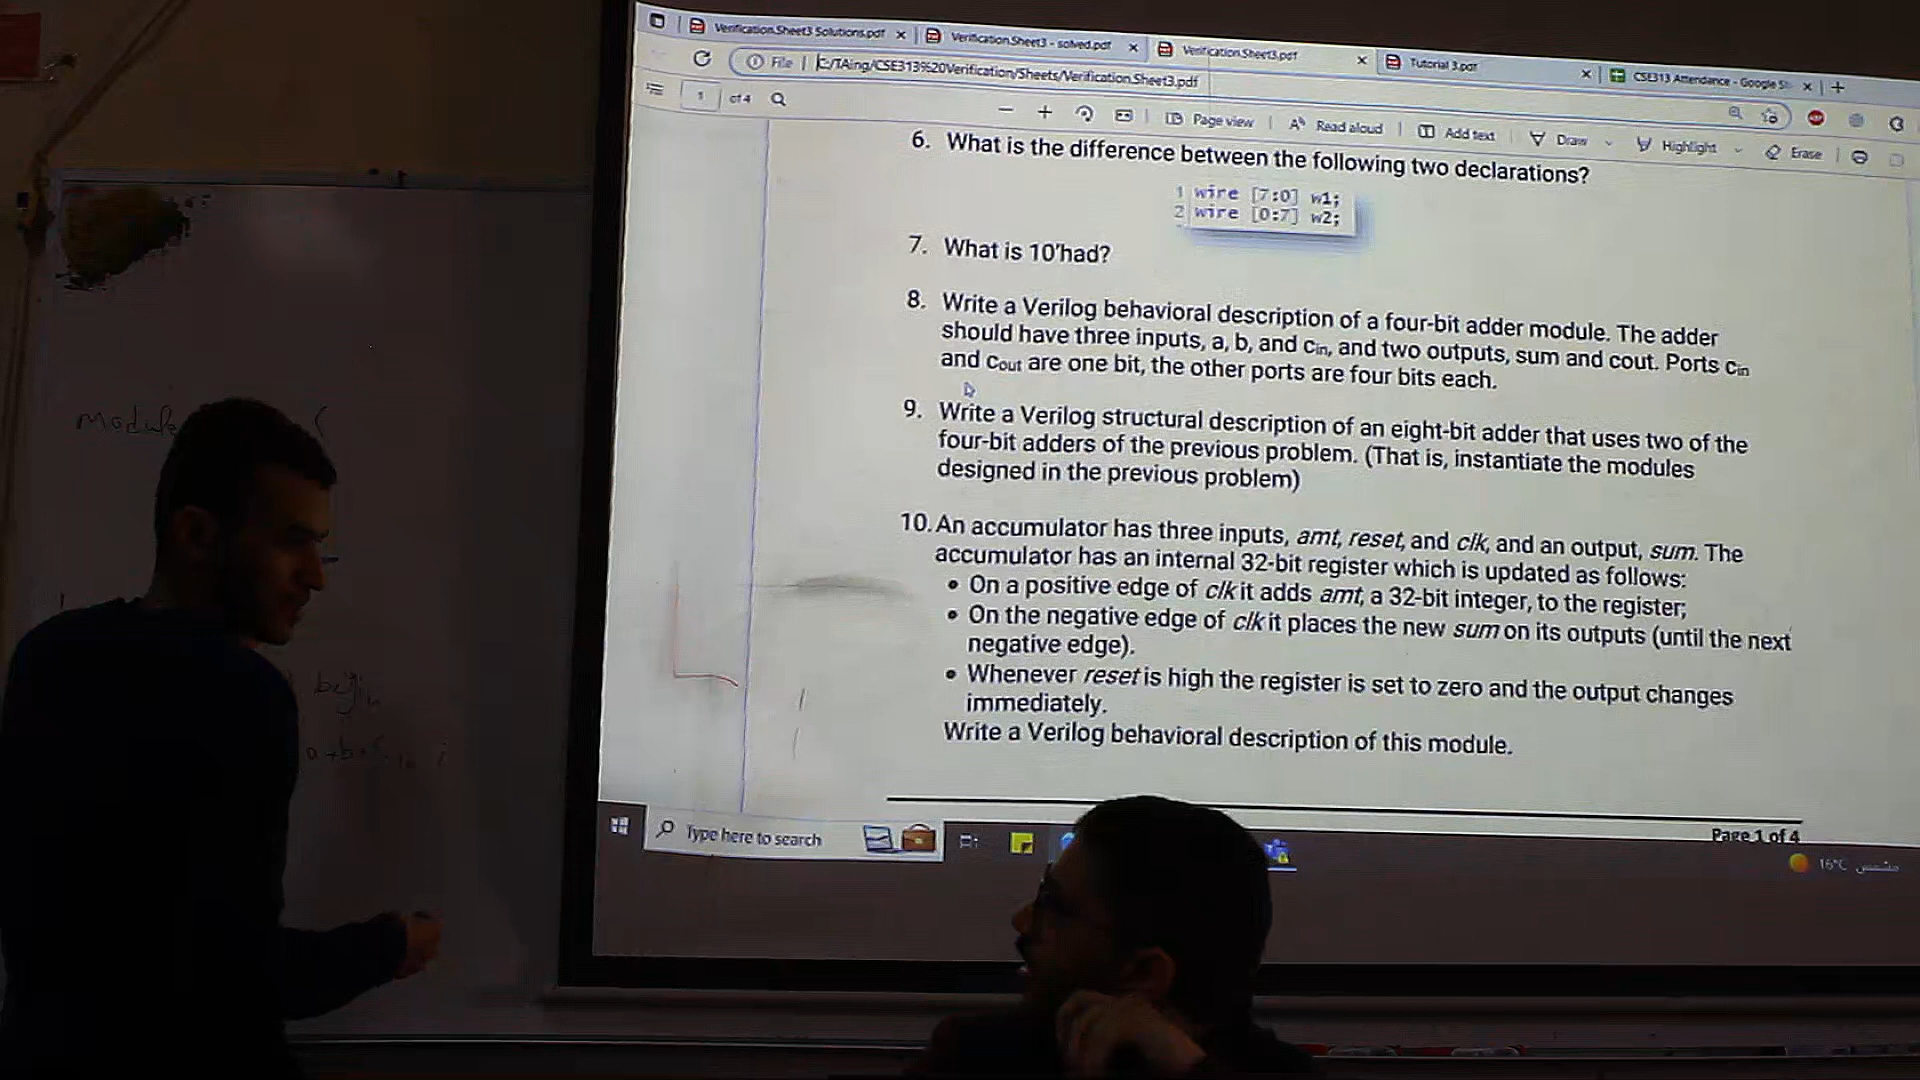 Verification.Sheet3 Solutions.pdf
Verification.Sheet3 - solved.pdf
Verification.Sheet3.pdf
Tutorial 3.pdf
CSE313 Attendance - Google
File C:/TAing/CSE313%20Verification/Sheets/Verification.Sheet3.pdf
1 of 4
Page view
Read aloud
Add text
Draw
Highlight
Erase
6. What is the difference between the following two declarations?
1 wire [7:0] w1;
2 wire [0:7] w2;
7. What is 10'had?
8. Write a Verilog behavioral description of a four-bit adder module. The adder
should have three inputs, a, b, and cin, and two outputs, sum and cout. Ports cin
and cout are one bit, the other ports are four bits each.
9. Write a Verilog structural description of an eight-bit adder that uses two of the
four-bit adders of the previous problem. (That is, instantiate the modules
designed in the previous problem)
10. An accumulator has three inputs, amt, reset, and clk, and an output, sum. The
accumulator has an internal 32-bit register which is updated as follows:
• On a positive edge of clk it adds amt, a 32-bit integer, to the register;
• On the negative edge of clk it places the new sum on its outputs (until the next
negative edge).
• Whenever reset is high the register is set to zero and the output changes
immediately.
Write a Verilog behavioral description of this module.
Page 1 of 4
Type here to search
16°C مشمس
module (
begin
a+b+